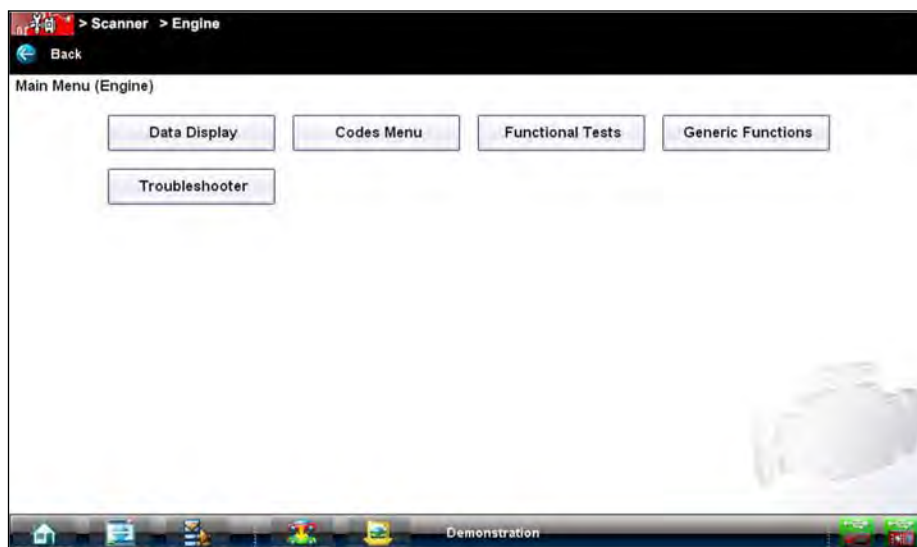 > Scanner > Engine
Back
Main Menu (Engine)
Data Display Codes Menu Functional Tests Generic Functions
Troubleshooter
Demonstration